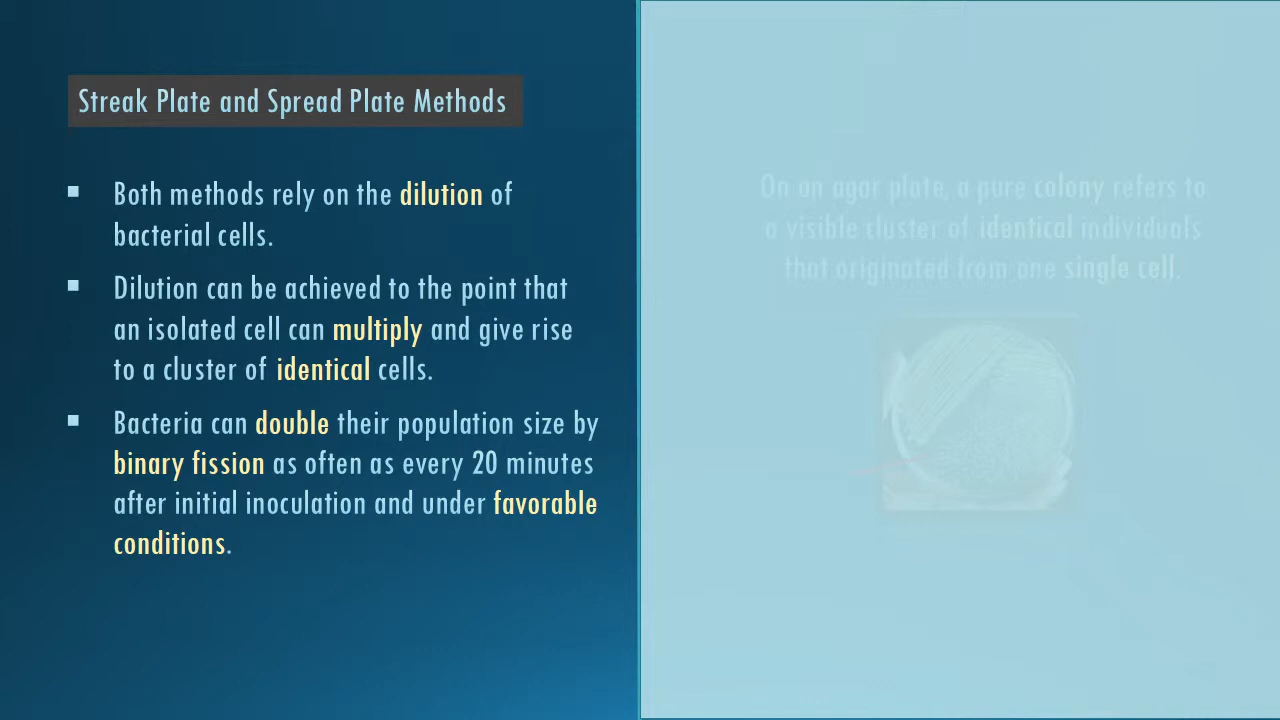 Streak Plate and Spread Plate Methods
Both methods rely on the dilution of
bacterial cells.
Dilution can be achieved to the point that
an isolated cell can multiply and give rise
to a cluster of identical cells.
Bacteria can double their population size by
binary fission as often as every 20 minutes
after initial inoculation and under favorable
conditions.
On an agar plate, a pure colony refers to
a visible cluster of identical individuals
that originated from one single cell.